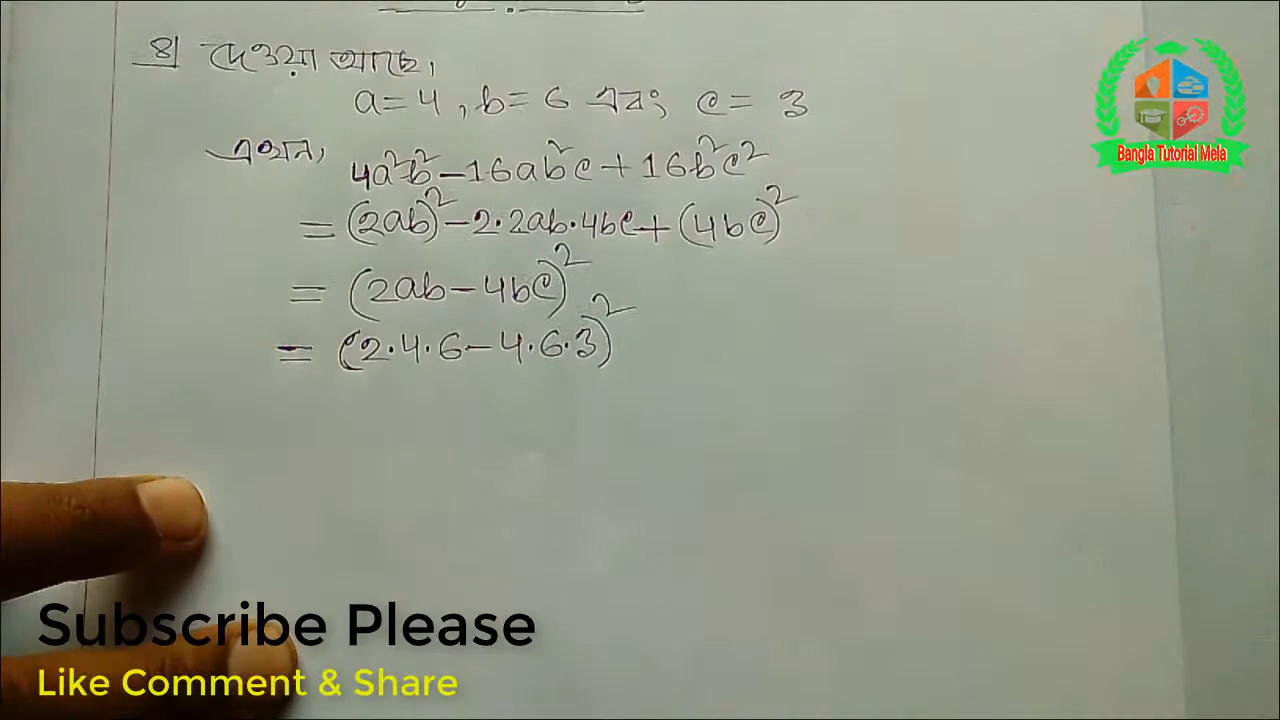 ৪। দেওয়া আছে,
a = 4, b = 6 এবং c = 3
এখন,
4a²b² - 16ab²c + 16b²c²
= (2ab)² - 2·2ab·4bc + (4bc)²
= (2ab - 4bc)²
= (2·4·6 - 4·6·3)²
Bangla Tutorial Mela
Subscribe Please
Like Comment & Share